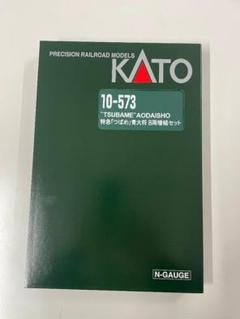 PRECISION RAILROAD MODELS
KATO
10-573
"TSUBAME" AODAISHO
特急「つばめ」青大将 8両増結セット
N-GAUGE